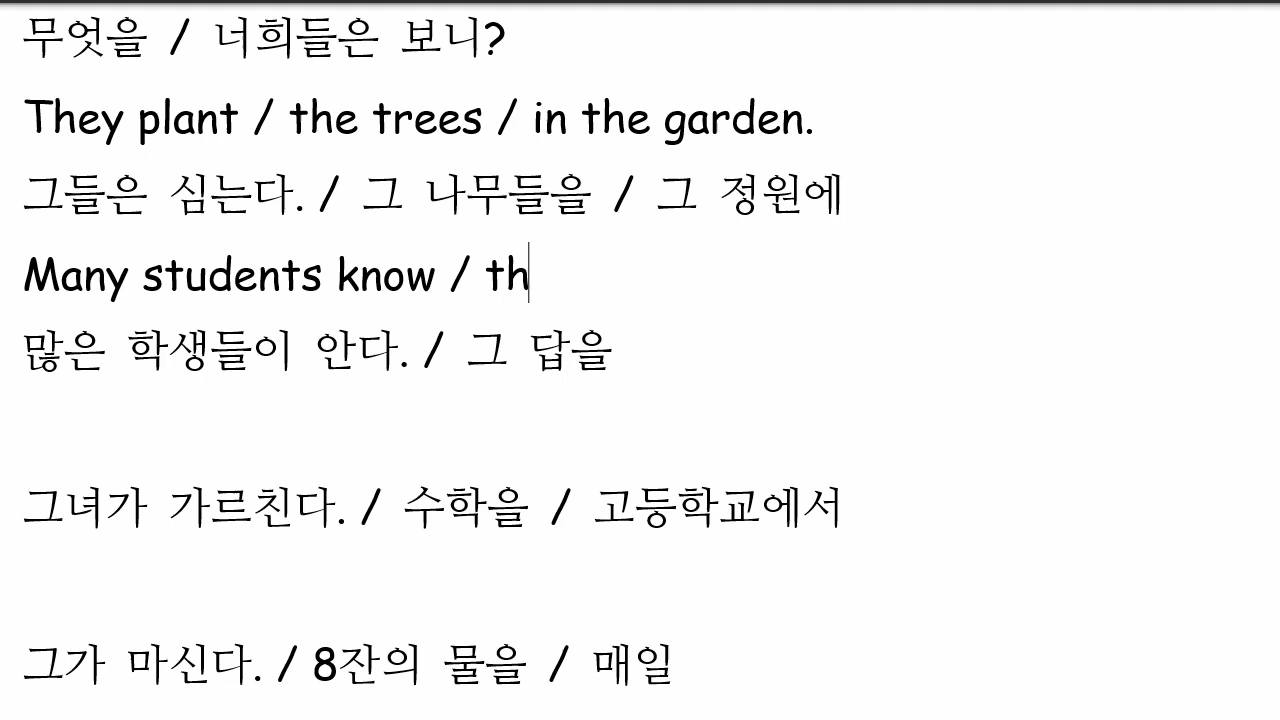 무엇을 / 너희들은 보니?
They plant / the trees / in the garden.
그들은 심는다. / 그 나무들을 / 그 정원에
Many students know / th
많은 학생들이 안다. / 그 답을
그녀가 가르친다. / 수학을 / 고등학교에서
그가 마신다. / 8잔의 물을 / 매일